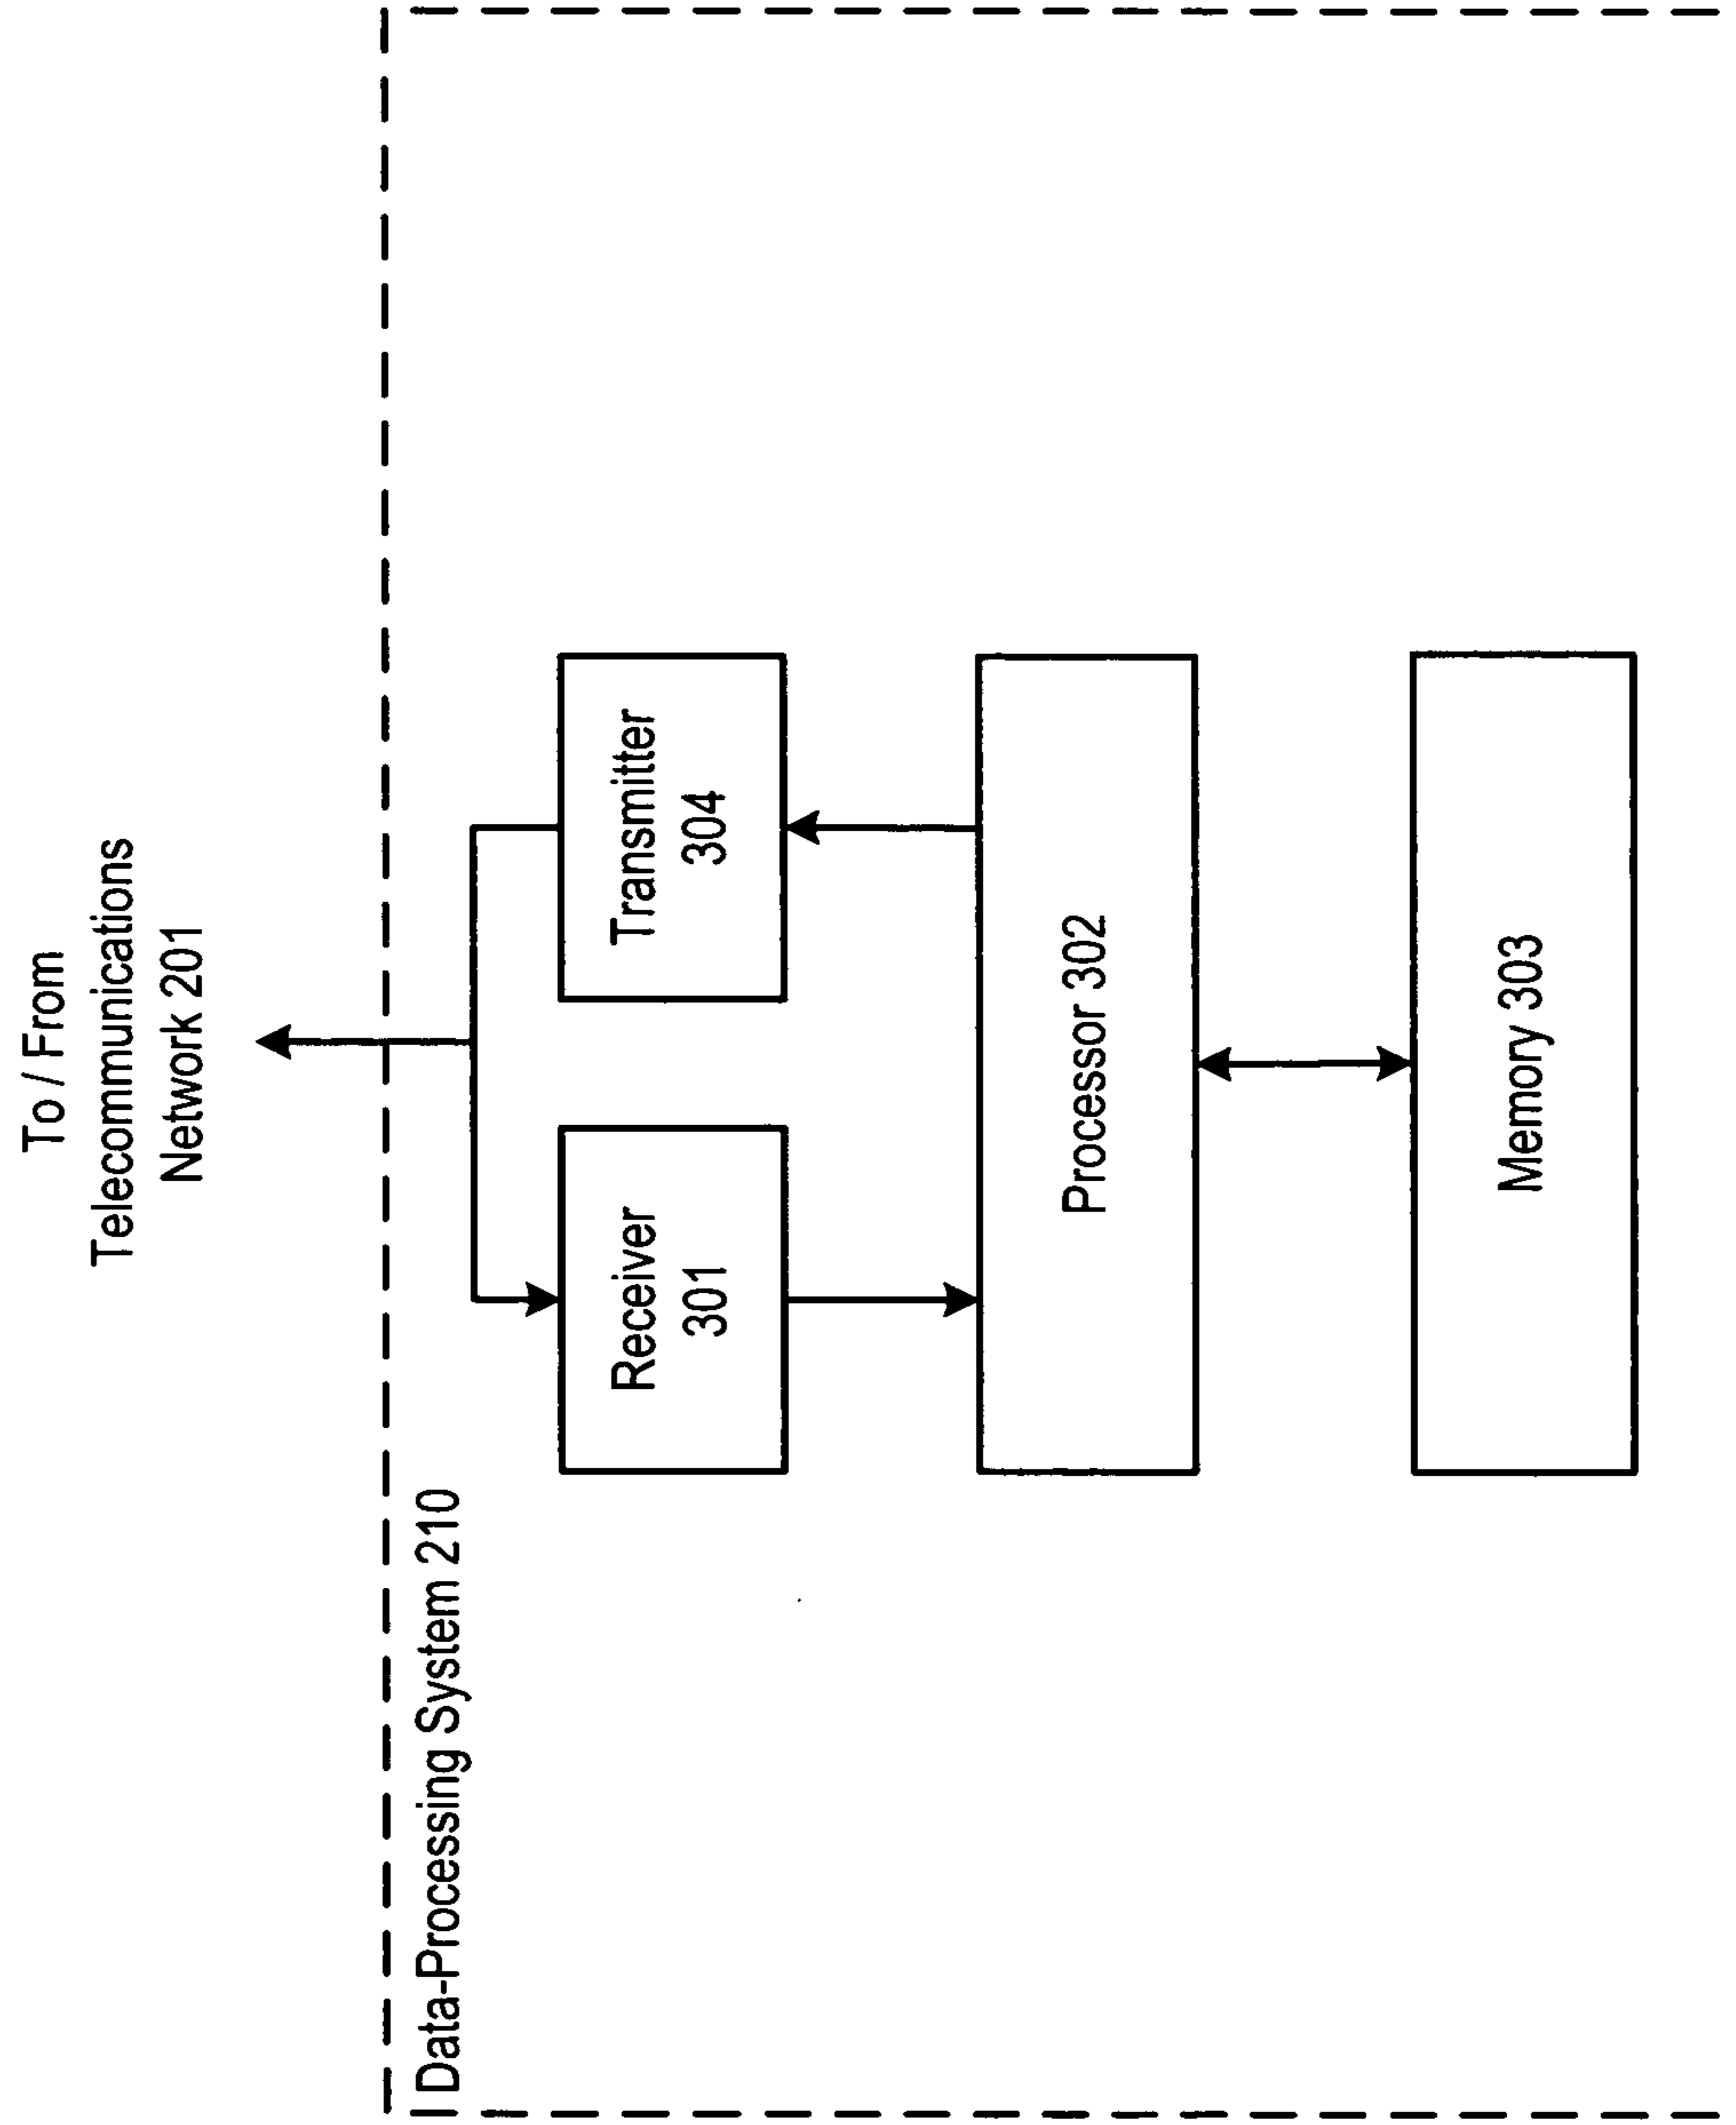 To / From
Telecommunications
Network 201
Data-Processing System 210
Receiver
301
Transmitter
304
Processor 302
Memory 303